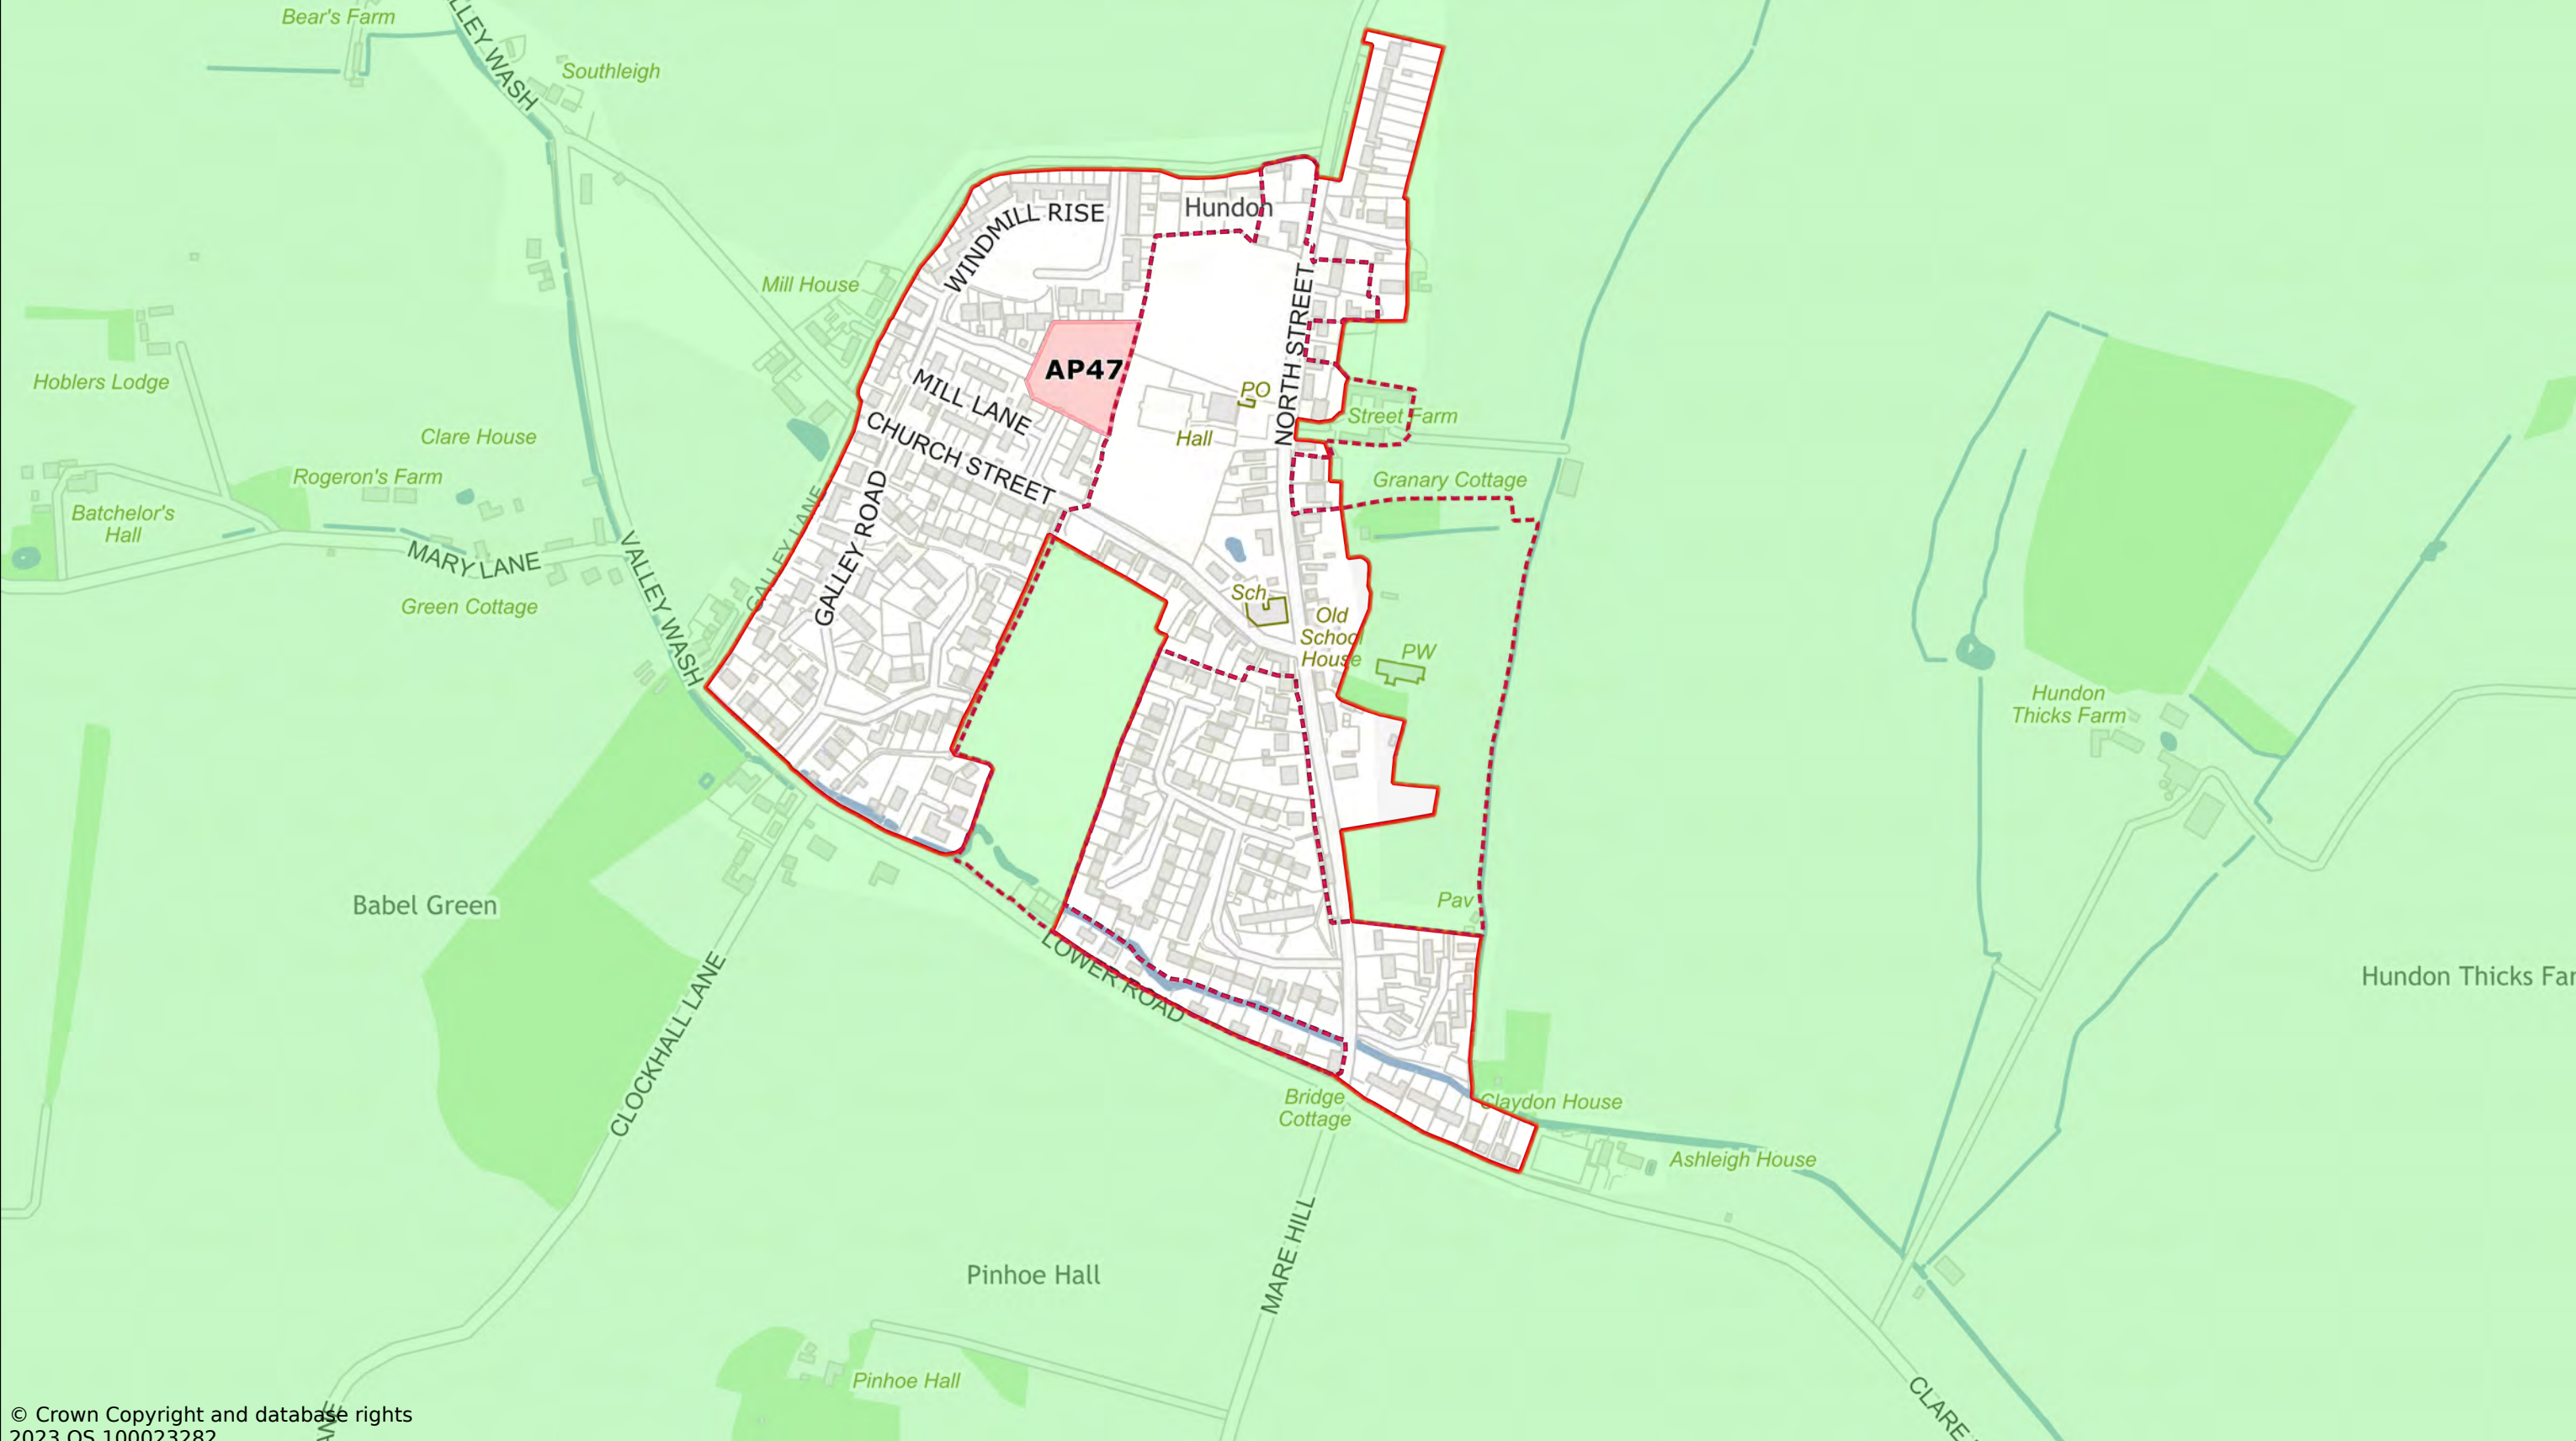 Bear's Farm
VALLEY WASH
Southleigh
WINDMILL RISE
Hundon
Mill House
NORTH STREET
Hoblers Lodge
AP47
MILL LANE
PO
Street Farm
CHURCH STREET
Hall
Clare House
Rogeron's Farm
Granary Cottage
Batchelor's
Hall
GALLEY LANE
GALLEY ROAD
MARY LANE
VALLEY WASH
Green Cottage
Sch
Old
School
House
PW
Hundon
Thicks Farm
Babel Green
Pav
LOWER ROAD
CLOCKHALL LANE
Hundon Thicks Far
Bridge
Cottage
Claydon House
Ashleigh House
MARE HILL
Pinhoe Hall
Pinhoe Hall
CLARE
ANE
© Crown Copyright and database rights
2023 OS 100023282